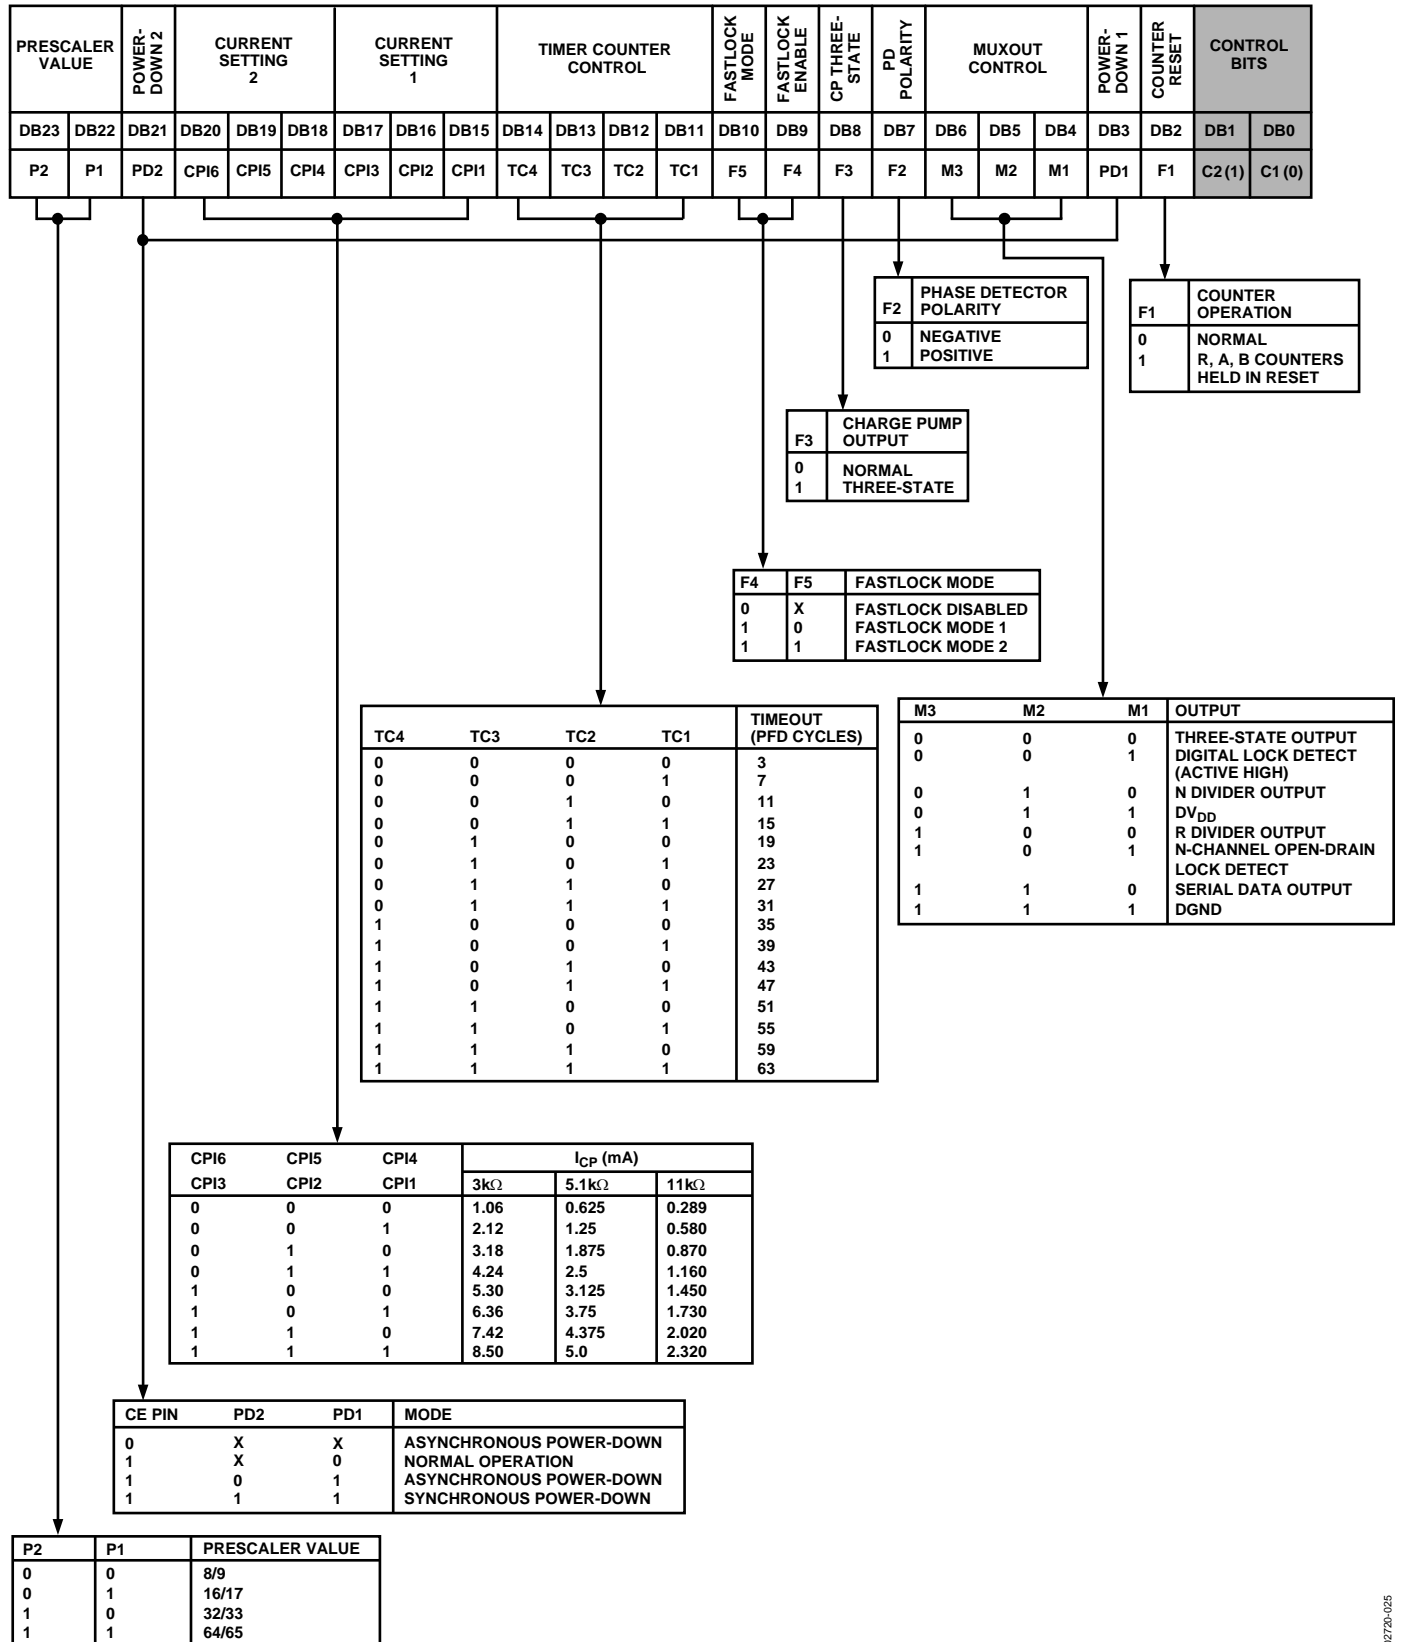 PRESCALER VALUE
POWER-DOWN 2
CURRENT SETTING 2
CURRENT SETTING 1
TIMER COUNTER CONTROL
FASTLOCK MODE
FASTLOCK ENABLE
CP THREE-STATE
PD POLARITY
MUXOUT CONTROL
POWER-DOWN 1
COUNTER RESET
CONTROL BITS
DB23 DB22 DB21 DB20 DB19 DB18 DB17 DB16 DB15 DB14 DB13 DB12 DB11 DB10 DB9 DB8 DB7 DB6 DB5 DB4 DB3 DB2 DB1 DB0
P2 P1 PD2 CPI6 CPI5 CPI4 CPI3 CPI2 CPI1 TC4 TC3 TC2 TC1 F5 F4 F3 F2 M3 M2 M1 PD1 F1 C2 (1) C1 (0)
F2 PHASE DETECTOR POLARITY
0 NEGATIVE
1 POSITIVE
F1 COUNTER OPERATION
0 NORMAL
1 R, A, B COUNTERS
HELD IN RESET
F3 CHARGE PUMP OUTPUT
0 NORMAL
1 THREE-STATE
F4 F5 FASTLOCK MODE
0 X FASTLOCK DISABLED
1 0 FASTLOCK MODE 1
1 1 FASTLOCK MODE 2
TC4 TC3 TC2 TC1 TIMEOUT (PFD CYCLES)
0 0 0 0 3
0 0 0 1 7
0 0 1 0 11
0 0 1 1 15
0 1 0 0 19
0 1 0 1 23
0 1 1 0 27
0 1 1 1 31
1 0 0 0 35
1 0 0 1 39
1 0 1 0 43
1 0 1 1 47
1 1 0 0 51
1 1 0 1 55
1 1 1 0 59
1 1 1 1 63
M3 M2 M1 OUTPUT
0 0 0 THREE-STATE OUTPUT
0 0 1 DIGITAL LOCK DETECT
(ACTIVE HIGH)
0 1 0 N DIVIDER OUTPUT
0 1 1 DVDD
1 0 0 R DIVIDER OUTPUT
1 0 1 N-CHANNEL OPEN-DRAIN
LOCK DETECT
1 1 0 SERIAL DATA OUTPUT
1 1 1 DGND
CPI6 CPI5 CPI4 ICP (mA)
CPI3 CPI2 CPI1 3kΩ 5.1kΩ 11kΩ
0 0 0 1.06 0.625 0.289
0 0 1 2.12 1.25 0.580
0 1 0 3.18 1.875 0.870
0 1 1 4.24 2.5 1.160
1 0 0 5.30 3.125 1.450
1 0 1 6.36 3.75 1.730
1 1 0 7.42 4.375 2.020
1 1 1 8.50 5.0 2.320
CE PIN PD2 PD1 MODE
0 X X ASYNCHRONOUS POWER-DOWN
1 X 0 NORMAL OPERATION
1 0 1 ASYNCHRONOUS POWER-DOWN
1 1 1 SYNCHRONOUS POWER-DOWN
P2 P1 PRESCALER VALUE
0 0 8/9
0 1 16/17
1 0 32/33
1 1 64/65